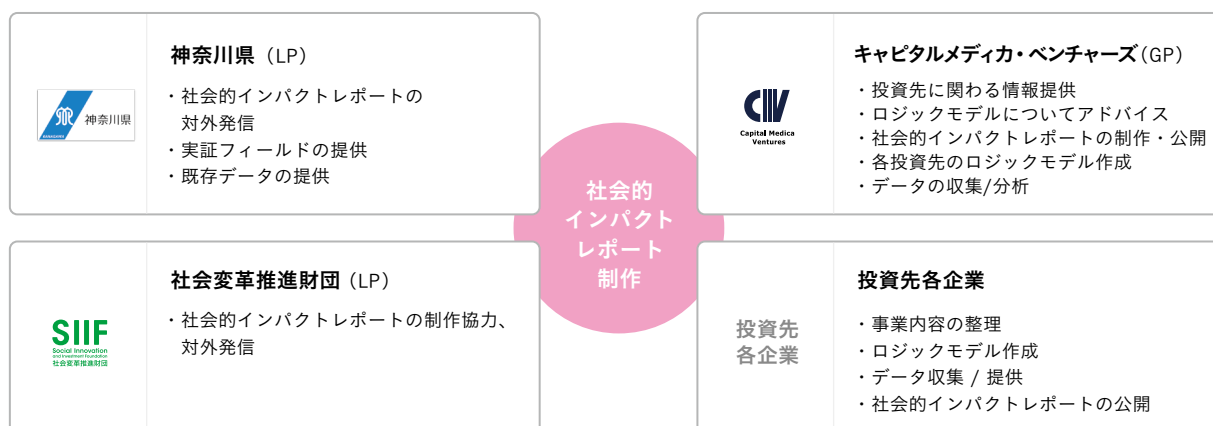 神奈川県（LP）
・社会的インパクトレポートの
対外発信
・実証フィールドの提供
・既存データの提供
神奈川県
KANAGAWA
キャピタルメディカ・ベンチャーズ(GP)
・投資先に関わる情報提供
・ロジックモデルについてアドバイス
・社会的インパクトレポートの制作・公開
・各投資先のロジックモデル作成
・データの収集/分析
Capital Medica
Ventures
社会的
インパクト
レポート
制作
社会変革推進財団（LP）
・社会的インパクトレポートの制作協力、
対外発信
SIIF
Social Innovation
and Investment Foundation
社会変革推進財団
投資先各企業
・事業内容の整理
・ロジックモデル作成
・データ収集 / 提供
・社会的インパクトレポートの公開
投資先
各企業